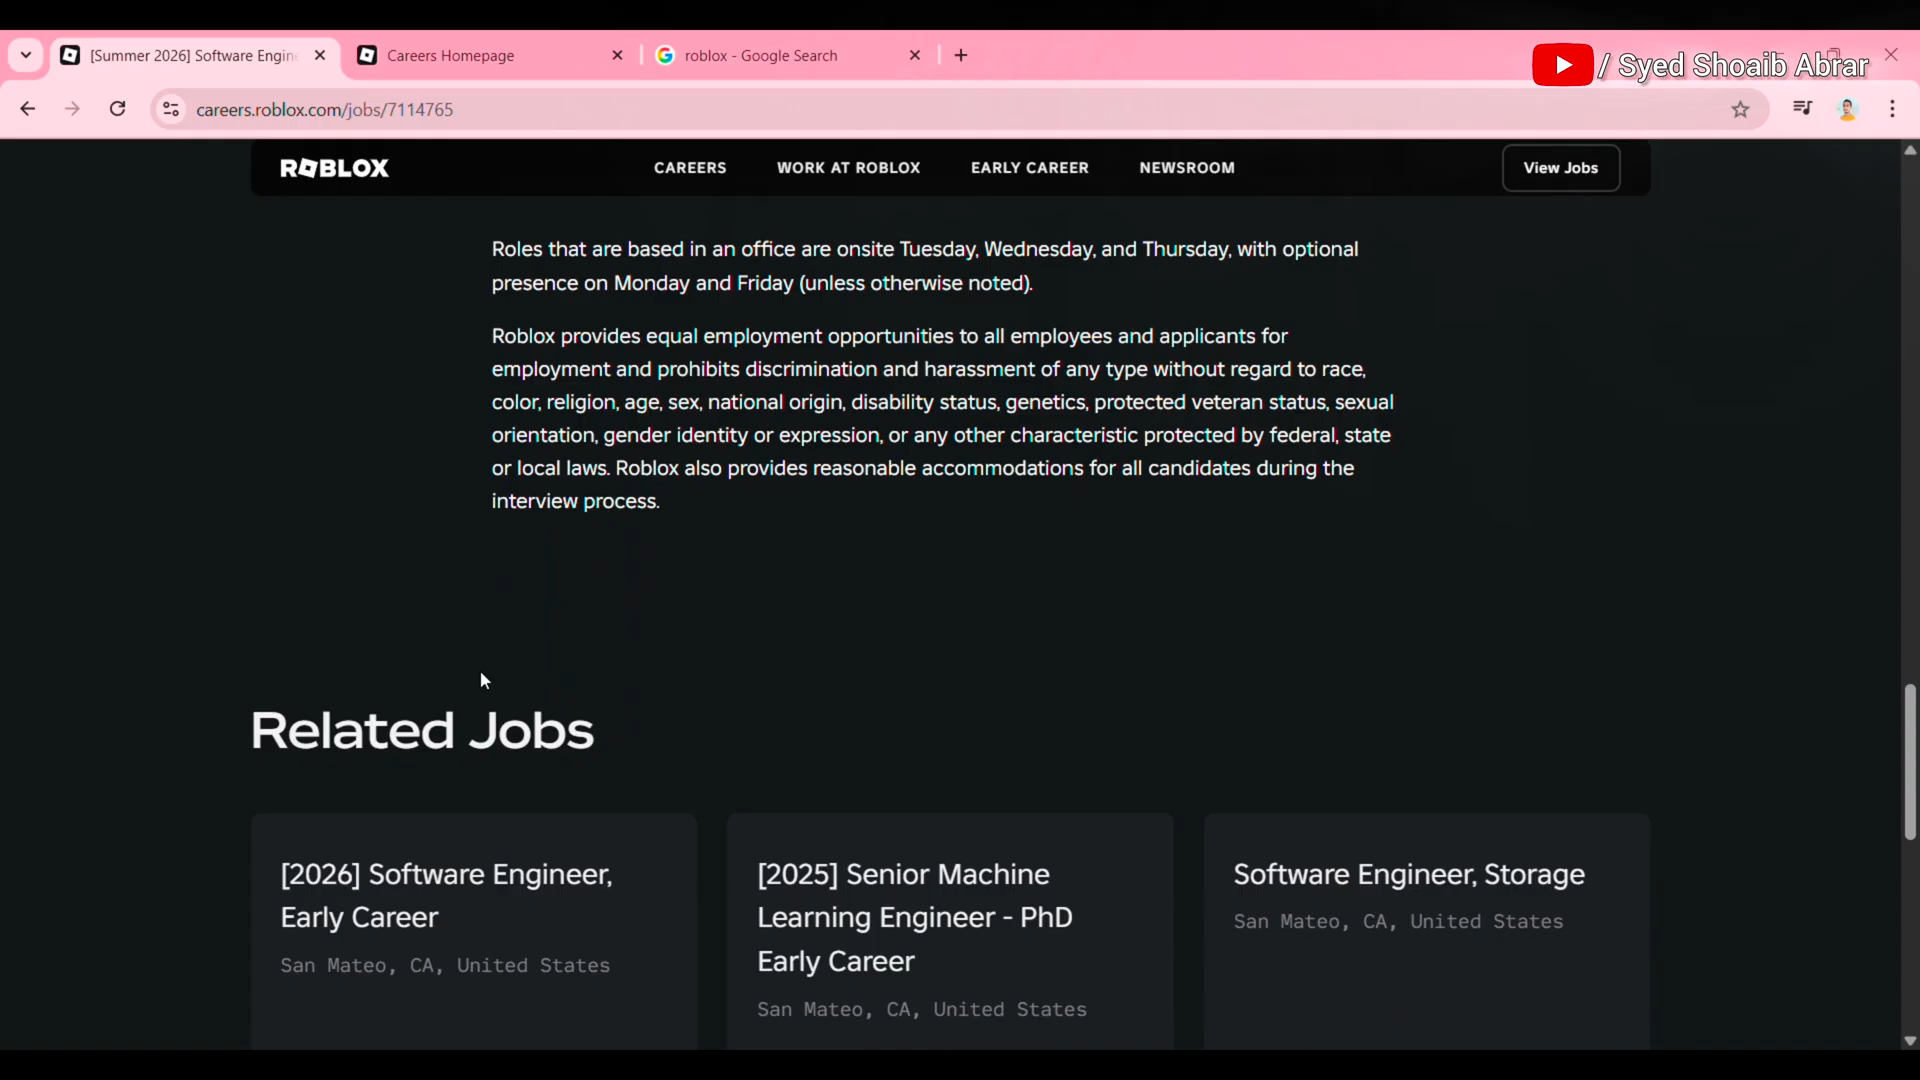 [Summer 2026] Software Engin
Careers Homepage
roblox - Google Search
/ Syed Shoaib Abrar
careers.roblox.com/jobs/7114765
ROBLOX
CAREERS
WORK AT ROBLOX
EARLY CAREER
NEWSROOM
View Jobs
Roles that are based in an office are onsite Tuesday, Wednesday, and Thursday, with optional
presence on Monday and Friday (unless otherwise noted).
Roblox provides equal employment opportunities to all employees and applicants for
employment and prohibits discrimination and harassment of any type without regard to race,
color, religion, age, sex, national origin, disability status, genetics, protected veteran status, sexual
orientation, gender identity or expression, or any other characteristic protected by federal, state
or local laws. Roblox also provides reasonable accommodations for all candidates during the
interview process.
Related Jobs
[2026] Software Engineer,
Early Career
San Mateo, CA, United States
[2025] Senior Machine
Learning Engineer - PhD
Early Career
San Mateo, CA, United States
Software Engineer, Storage
San Mateo, CA, United States